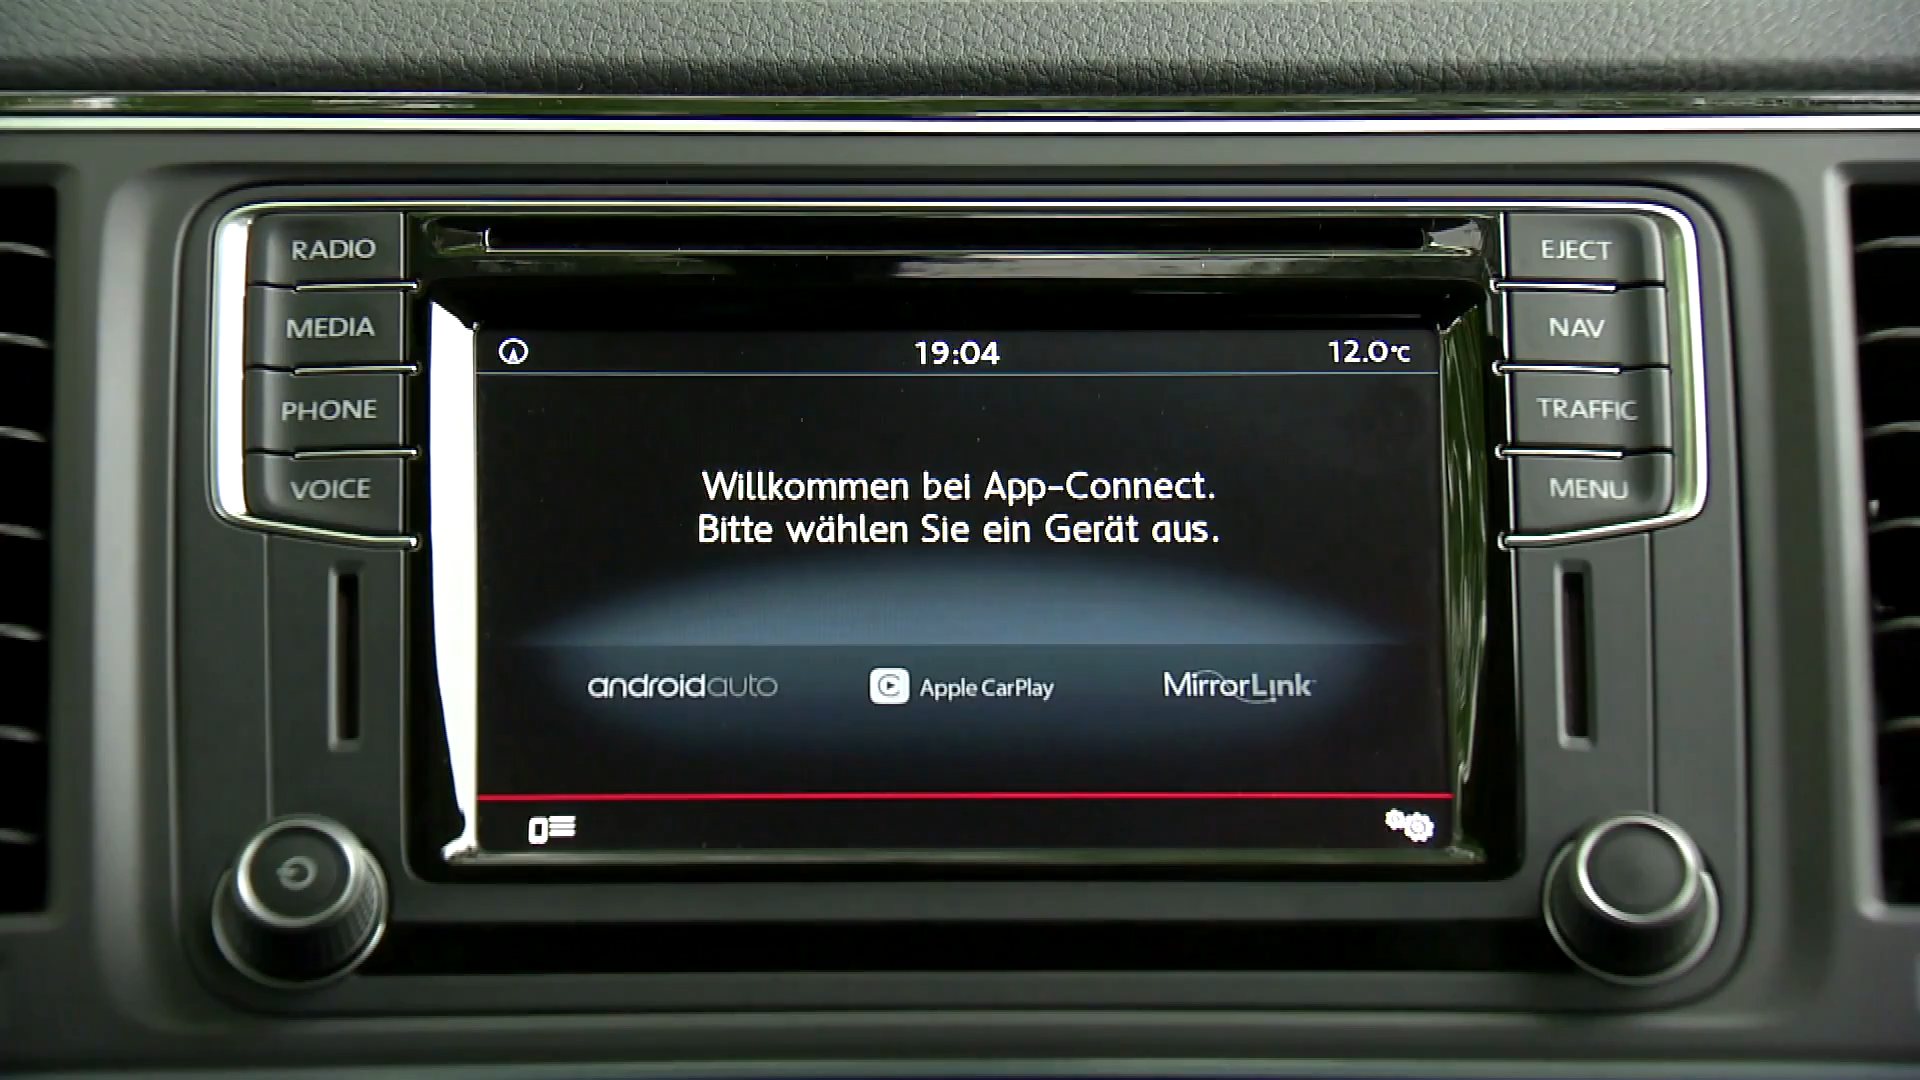 RADIO
MEDIA
PHONE
VOICE
EJECT
NAV
TRAFFIC
MENU
19:04
12.0°C
Willkommen bei App-Connect.
Bitte wählen Sie ein Gerät aus.
androidauto
Apple CarPlay
MirrorLink